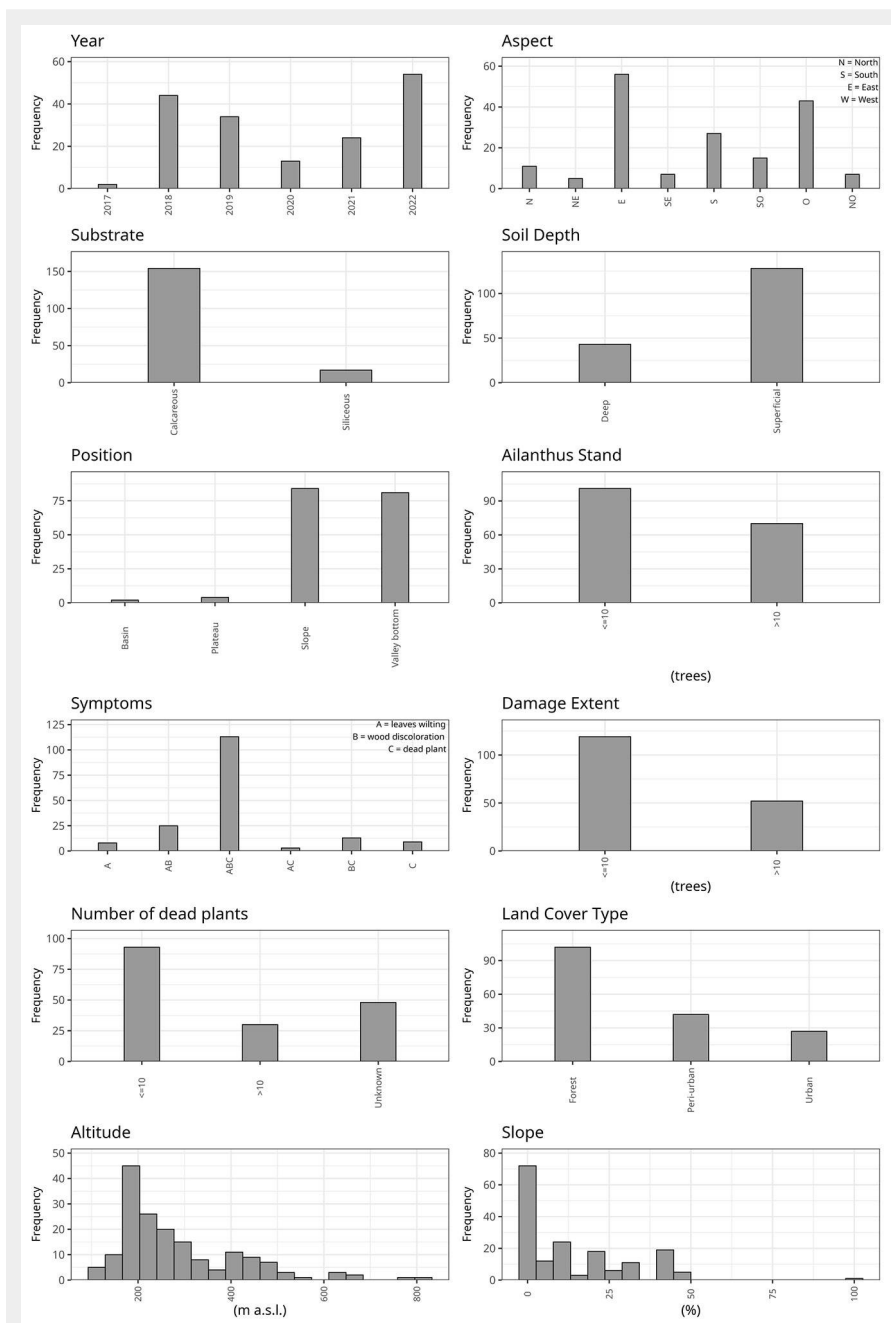 Year
Frequency
60
40
20
0
2017
2018
2019
2020
2021
2022
Aspect
Frequency
60
40
20
0
N = North
S = South
E = East
W = West
N
NE
E
SE
S
SO
O
NO
Substrate
Frequency
150
100
50
0
Calcareous
Siliceous
Soil Depth
Frequency
100
50
0
Deep
Superficial
Position
Frequency
75
50
25
0
Basin
Plateau
Slope
Valley bottom
Ailanthus Stand
Frequency
90
60
30
0
<=10
>10
(trees)
Symptoms
Frequency
125
100
75
50
25
0
A = leaves wilting
B = wood discoloration
C = dead plant
A
AB
ABC
AC
BC
C
Damage Extent
Frequency
100
50
0
<=10
>10
(trees)
Number of dead plants
Frequency
100
75
50
25
0
<=10
>10
Unknown
Land Cover Type
Frequency
90
60
30
0
Forest
Peri-urban
Urban
Altitude
Frequency
50
40
30
20
10
0
200
400
600
800
(m a.s.l.)
Slope
Frequency
80
60
40
20
0
0
25
50
75
100
(%)